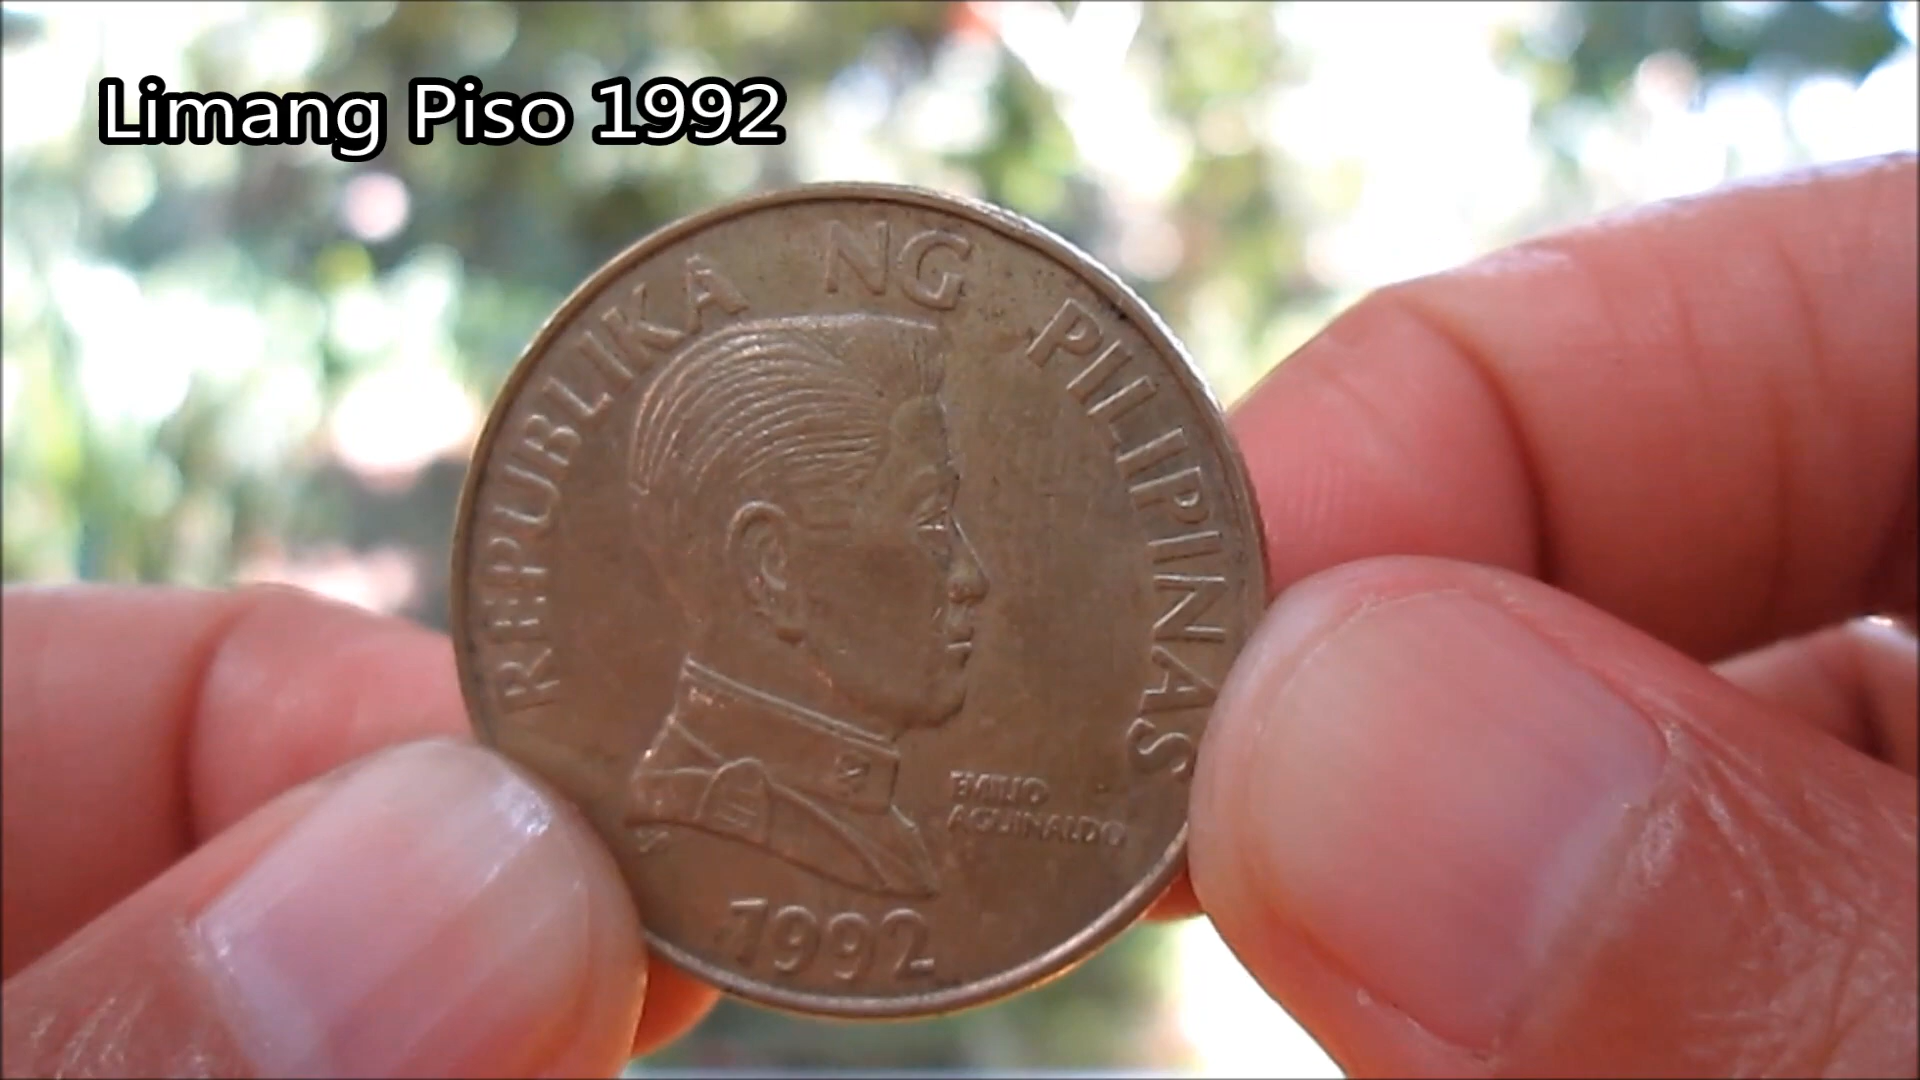 Limang Piso 1992
REPUBLIKA NG PILIPINAS
EMILIO
AGUINALDO
1992